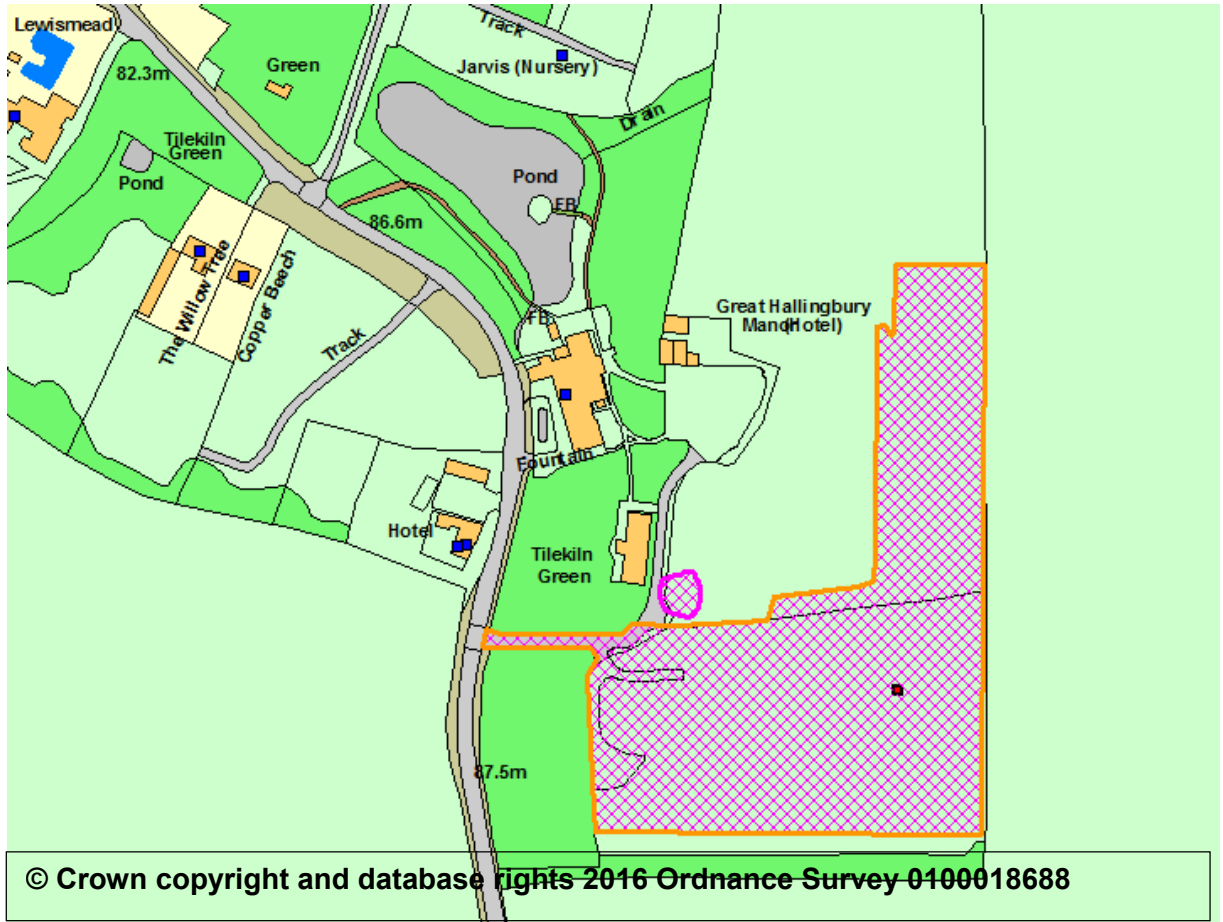 Lewismead
Track
82.3m
Green
Jarvis (Nursery)
Drain
Tilekiln
Green
Pond
Pond
FB
86.6m
The Willow Tree
Copper Beech
Track
FB
Great Hallingbury
Manor (Hotel)
Fountain
Hotel
Tilekiln
Green
87.5m
© Crown copyright and database rights 2016 Ordnance Survey 0100018688